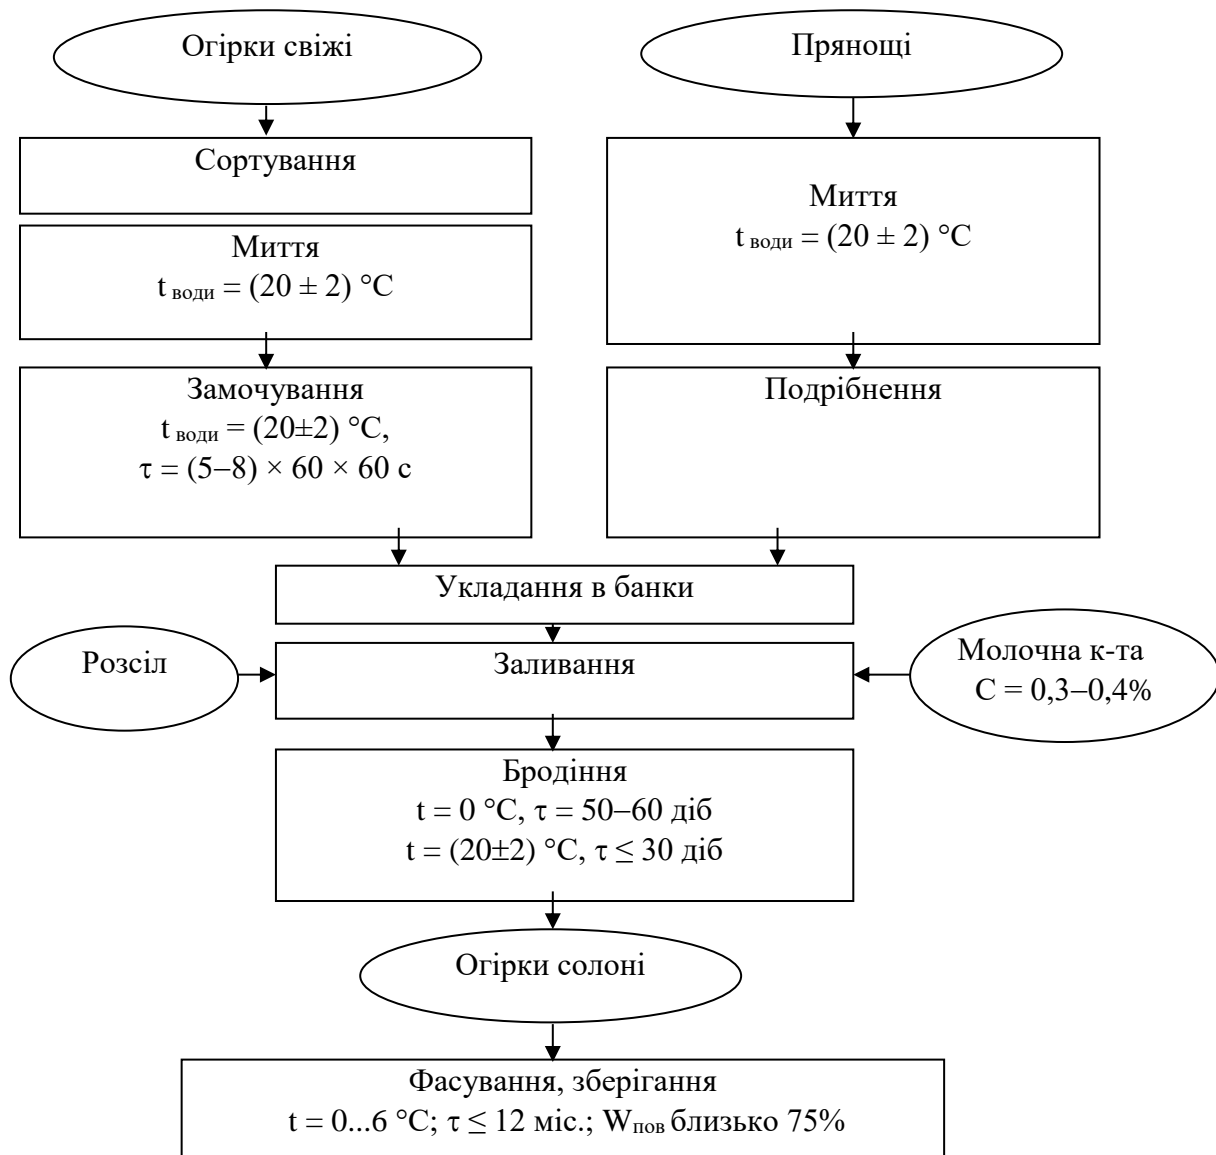 Огірки свіжі
Прянощі
Сортування
Миття
t води = (20 ± 2) °С
Миття
t води = (20 ± 2) °С
Замочування
t води = (20±2) °С,
τ = (5–8) × 60 × 60 с
Подрібнення
Укладання в банки
Розсіл
Заливання
Молочна к-та
С = 0,3–0,4%
Бродіння
t = 0 °С, τ = 50–60 діб
t = (20±2) °С, τ ≤ 30 діб
Огірки солоні
Фасування, зберігання
t = 0...6 °С; τ ≤ 12 міс.; Wпов близько 75%